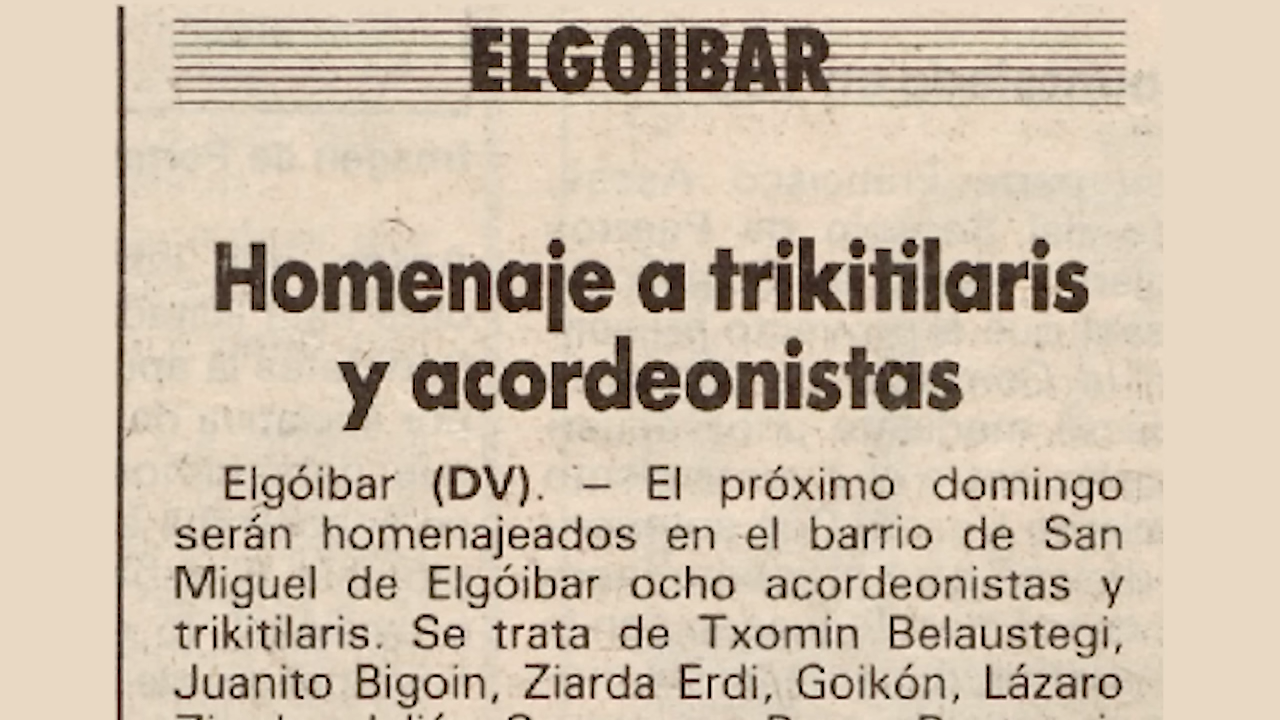 ELGOIBAR
Homenaje a trikitilaris
y acordeonistas
Elgóibar (DV). — El próximo domingo
serán homenajeados en el barrio de San
Miguel de Elgóibar ocho acordeonistas y
trikitilaris. Se trata de Txomin Belaustegi,
Juanito Bigoin, Ziarda Erdi, Goikón, Lázaro